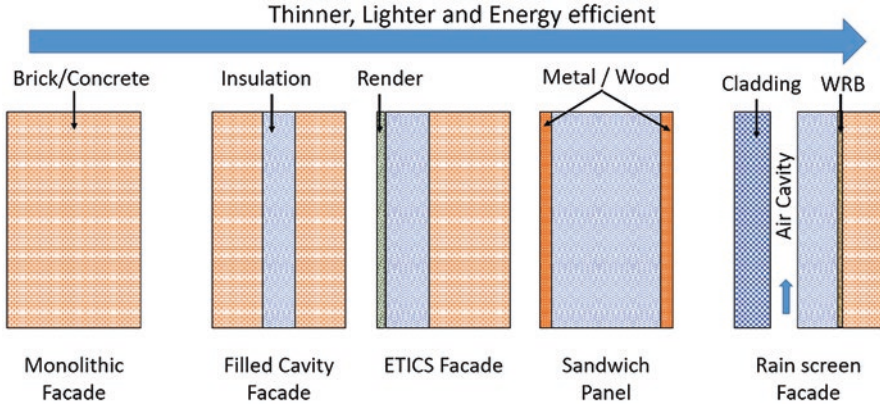 Thinner, Lighter and Energy efficient
Brick/Concrete
Insulation
Render
Metal / Wood
Cladding
WRB
Air Cavity
Monolithic
Facade
Filled Cavity
Facade
ETICS Facade
Sandwich
Panel
Rain screen
Facade